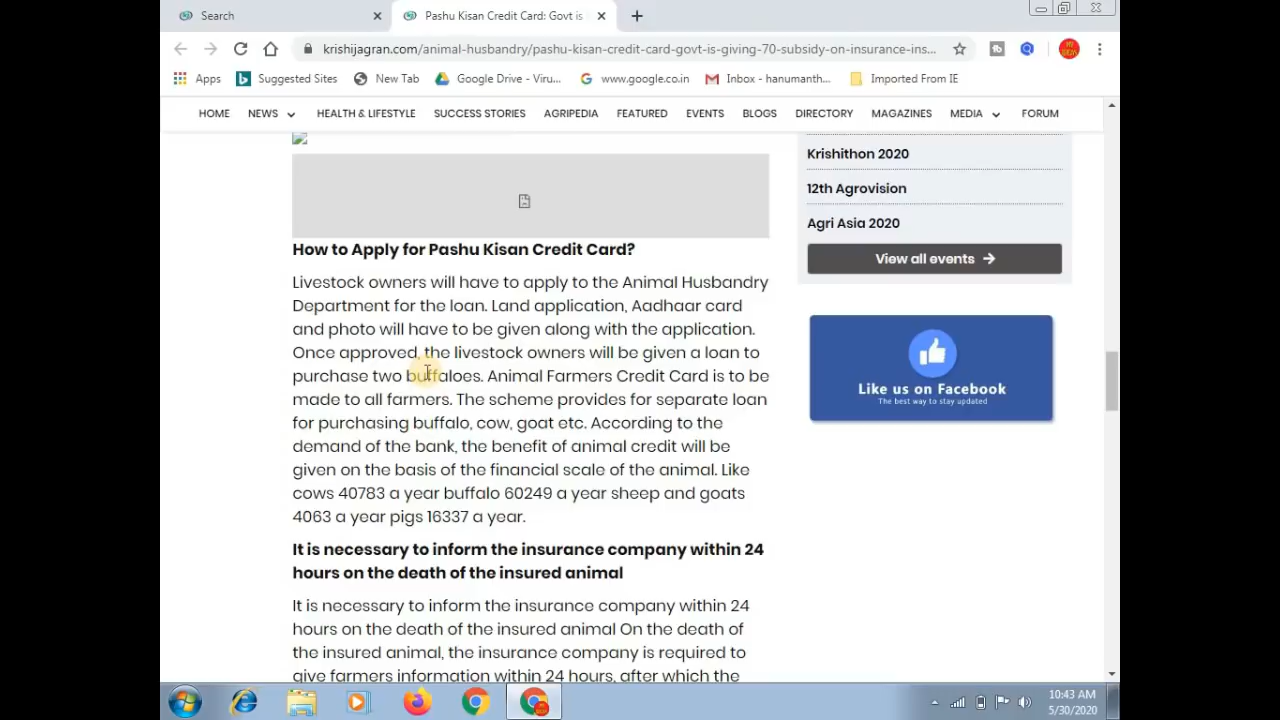 Search
Pashu Kisan Credit Card: Govt is
krishijagran.com/animal-husbandry/pashu-kisan-credit-card-govt-is-giving-70-subsidy-on-insurance-ins...
Apps
Suggested Sites
New Tab
Google Drive - Viru...
www.google.co.in
Inbox - hanumanth...
Imported From IE
HOME
NEWS
HEALTH & LIFESTYLE
SUCCESS STORIES
AGRIPEDIA
FEATURED
EVENTS
BLOGS
DIRECTORY
MAGAZINES
MEDIA
FORUM
How to Apply for Pashu Kisan Credit Card?
Livestock owners will have to apply to the Animal Husbandry
Department for the loan. Land application, Aadhaar card
and photo will have to be given along with the application.
Once approved, the livestock owners will be given a loan to
purchase two buffaloes. Animal Farmers Credit Card is to be
made to all farmers. The scheme provides for separate loan
for purchasing buffalo, cow, goat etc. According to the
demand of the bank, the benefit of animal credit will be
given on the basis of the financial scale of the animal. Like
cows 40783 a year buffalo 60249 a year sheep and goats
4063 a year pigs 16337 a year.
It is necessary to inform the insurance company within 24
hours on the death of the insured animal
It is necessary to inform the insurance company within 24
hours on the death of the insured animal On the death of
the insured animal, the insurance company is required to
give farmers information within 24 hours, after which the
Krishithon 2020
12th Agrovision
Agri Asia 2020
View all events
Like us on Facebook
The best way to stay updated
10:43 AM
5/30/2020